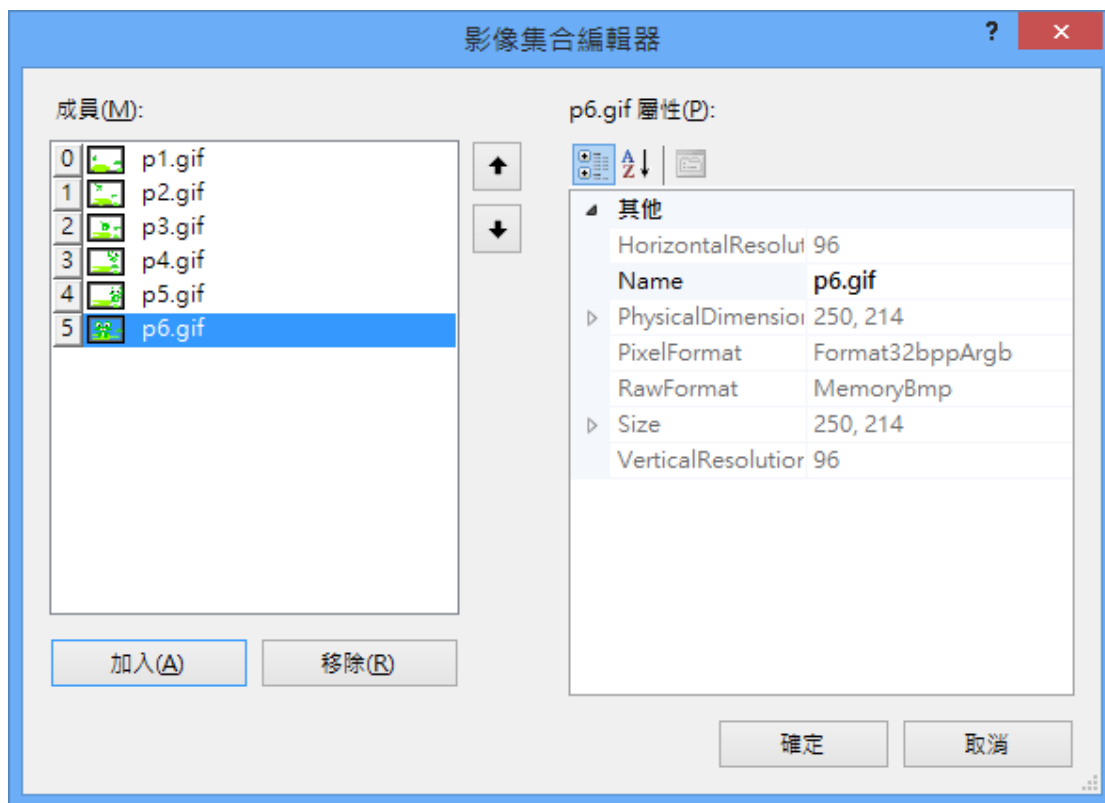 影像集合編輯器
?
成員(M):
0 p1.gif
1 p2.gif
2 p3.gif
3 p4.gif
4 p5.gif
5 p6.gif
加入(A)
移除(R)
p6.gif 屬性(P):
其他
HorizontalResolut 96
Name p6.gif
PhysicalDimension 250, 214
PixelFormat Format32bppArgb
RawFormat MemoryBmp
Size 250, 214
VerticalResolution 96
確定
取消